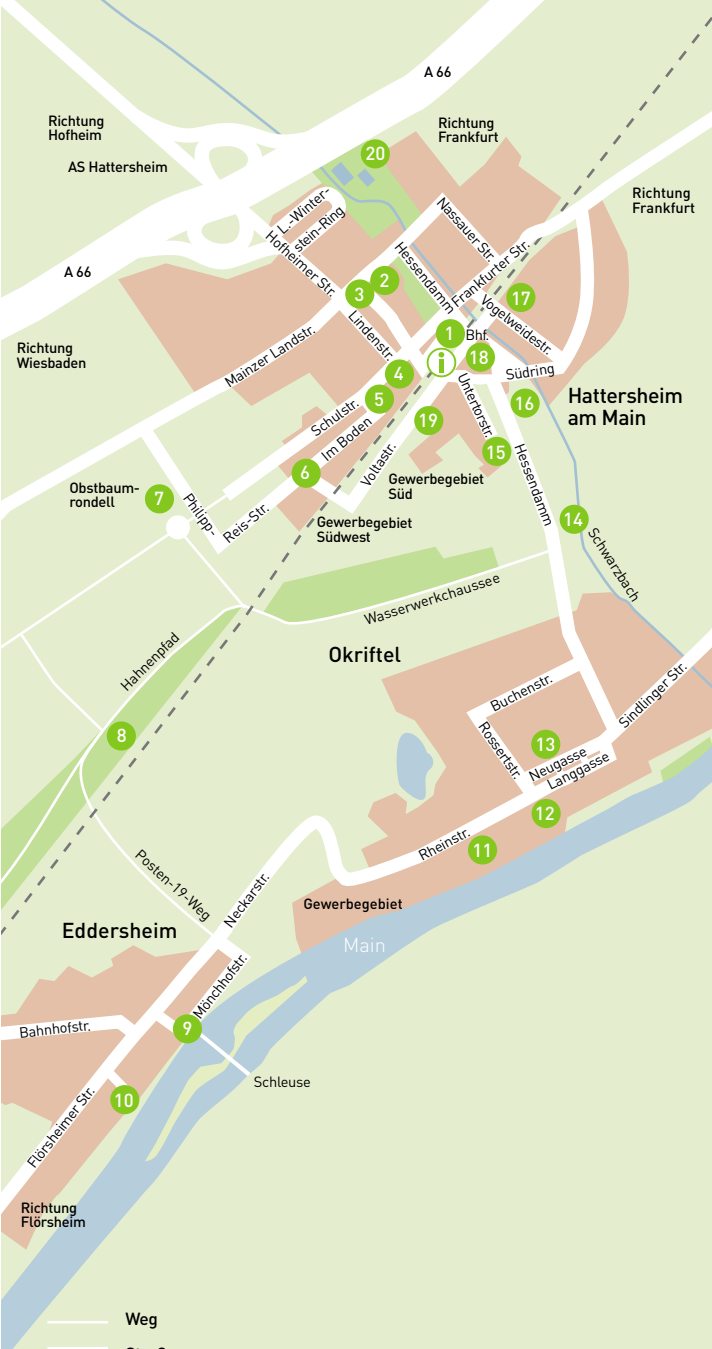 A 66
Richtung
Hofheim
Richtung
Frankfurt
20
AS Hattersheim
Richtung
Frankfurt
L.-Winter-
stein-Ring
Nassauer Str.
Hofheimer Str.
Hessendamm
Frankfurter Str.
A 66
2
3
17
Vogelweidestr.
Lindenstr.
1
Bhf.
Richtung
Wiesbaden
Mainzer Landstr.
i
18
4
Südring
Untertorstr.
5
16
Hattersheim
am Main
Schulstr.
Im Boden
19
Voltastr.
15
Hessendamm
6
Gewerbegebiet
Süd
Obstbaum-
rondell
7
Philipp-
Reis-Str.
Gewerbegebiet
Südwest
14
Schwarzbach
Wasserwerkchaussee
Hahnenpfad
Okriftel
Buchenstr.
Sindlinger Str.
8
Rossertstr.
13
Neugasse
Langgasse
12
Rheinstr.
11
Posten-19-Weg
Neckarstr.
Gewerbegebiet
Eddersheim
Main
Mönchhofstr.
Bahnhofstr.
9
Schleuse
10
Flörsheimer Str.
Richtung
Flörsheim
Weg